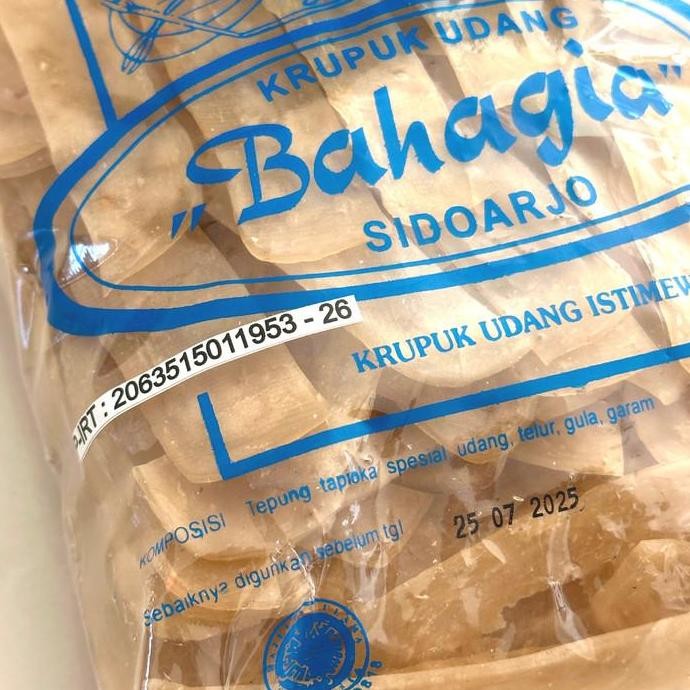 KRUPUK UDANG
„Bahagia"
SIDOARJO
P-IRT : 2063515011953 - 26
KRUPUK UDANG ISTIMEW
KOMPOSISI Tepung tapioka spesial udang, telur, gula, garam
Sebaiknya digunkan sebelum tgl 25 07 2025